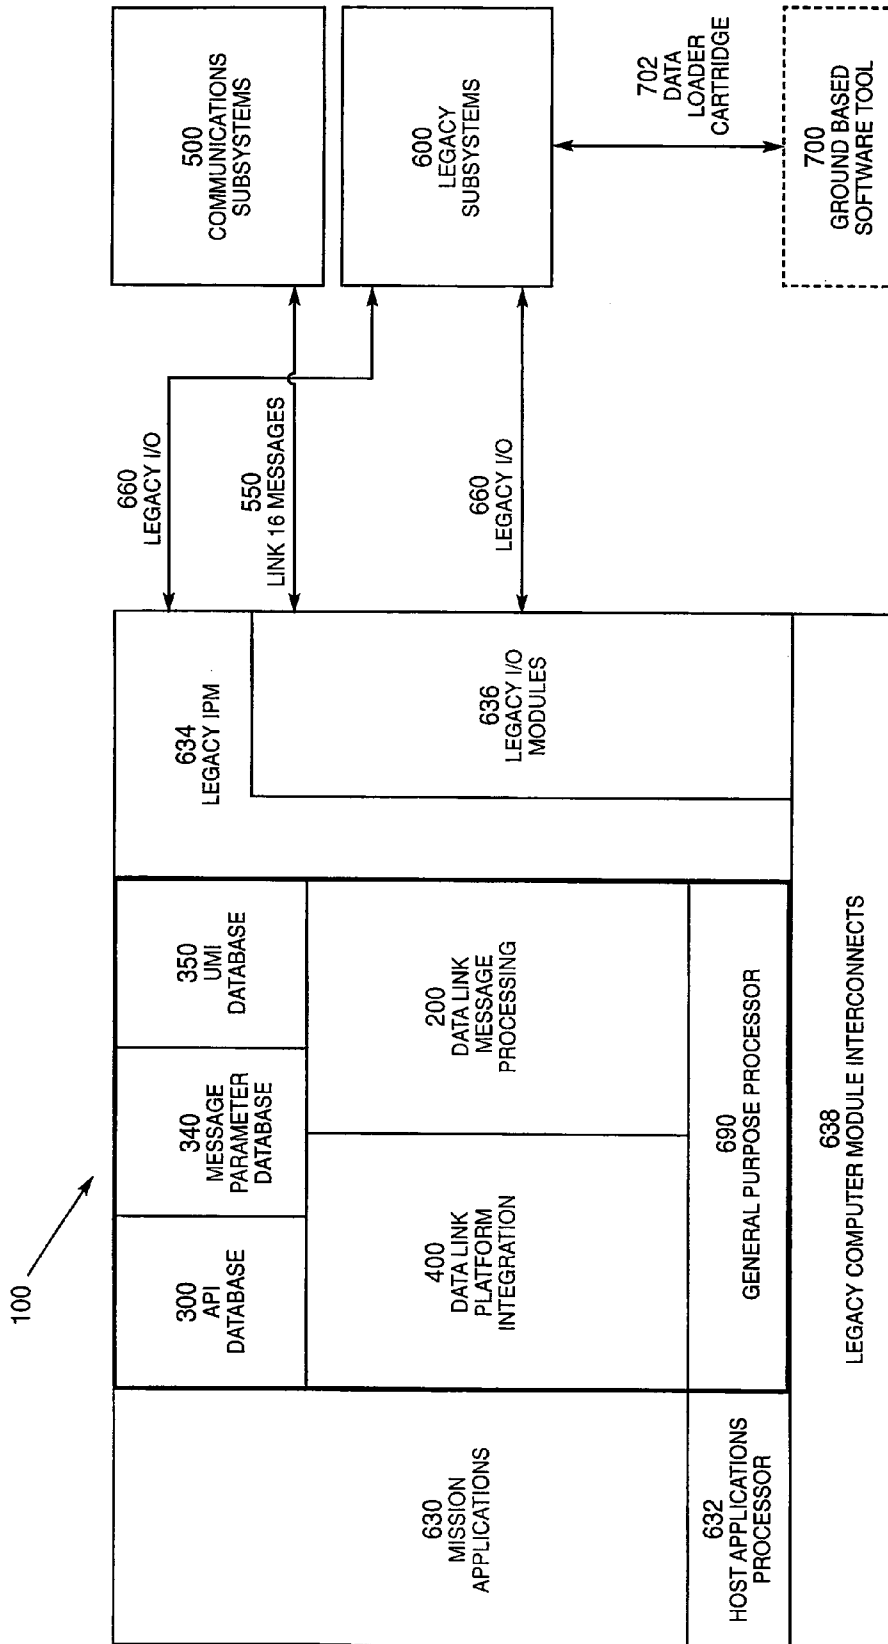 100
630
MISSION
APPLICATIONS
632
HOST APPLICATIONS
PROCESSOR
300
API
DATABASE
340
MESSAGE
PARAMETER
DATABASE
350
UMI
DATABASE
400
DATA LINK
PLATFORM
INTEGRATION
200
DATA LINK
MESSAGE
PROCESSING
690
GENERAL PURPOSE PROCESSOR
634
LEGACY IPM
636
LEGACY I/O
MODULES
638
LEGACY COMPUTER MODULE INTERCONNECTS
660
LEGACY I/O
550
LINK 16 MESSAGES
660
LEGACY I/O
500
COMMUNICATIONS
SUBSYSTEMS
600
LEGACY
SUBSYSTEMS
702
DATA
LOADER
CARTRIDGE
700
GROUND BASED
SOFTWARE TOOL